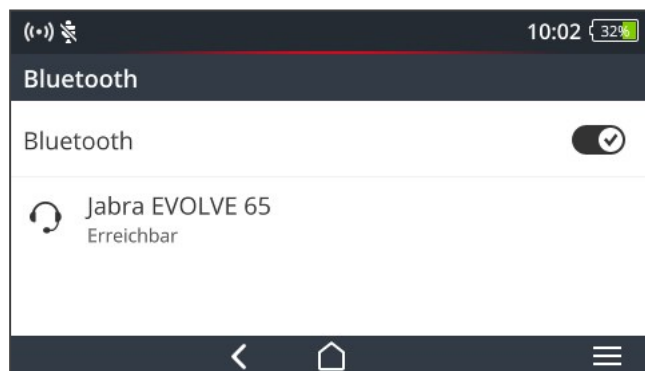 10:02 32%
Bluetooth
Bluetooth
Jabra EVOLVE 65
Erreichbar